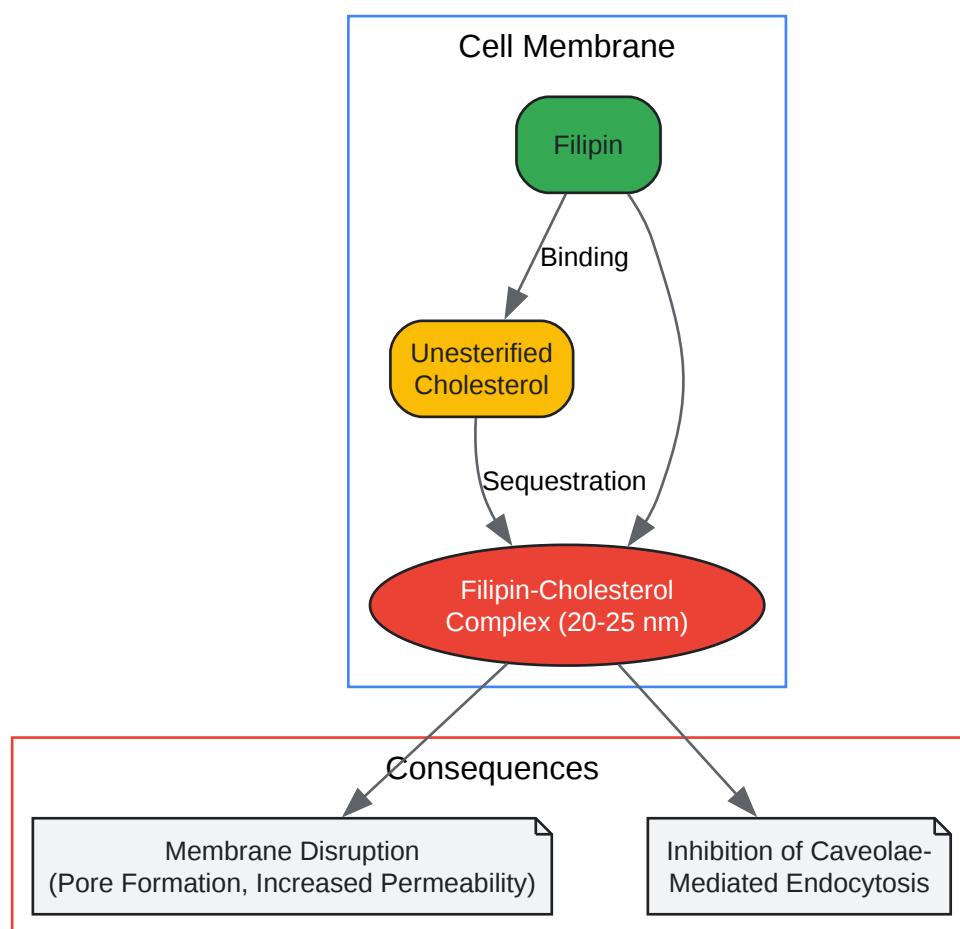 Cell Membrane
Filipin
Binding
Unesterified
Cholesterol
Sequestration
Filipin-Cholesterol
Complex (20-25 nm)
Consequences
Membrane Disruption
(Pore Formation, Increased Permeability)
Inhibition of Caveolae-
Mediated Endocytosis